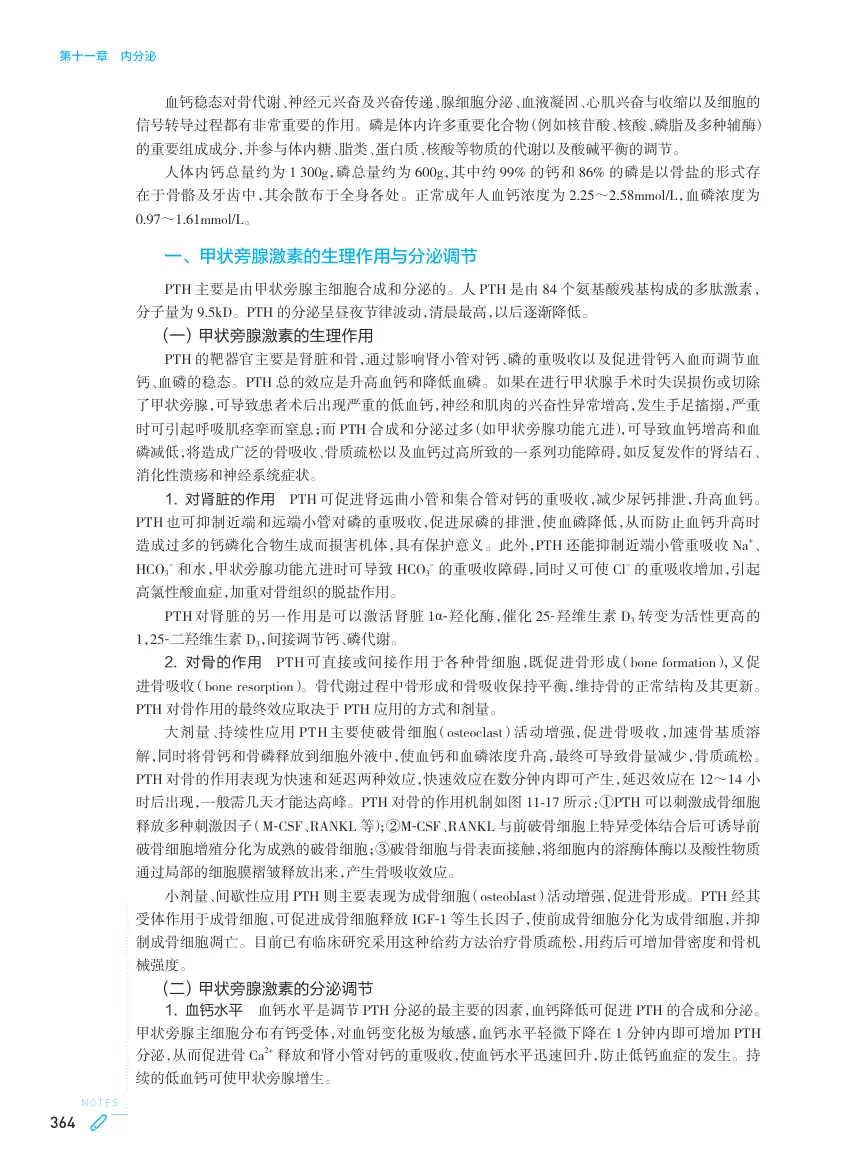 第十一章　内分泌
血钙稳态对骨代谢、神经元兴奋及兴奋传递、腺细胞分泌、血液凝固、心肌兴奋与收缩以及细胞的
信号转导过程都有非常重要的作用。磷是体内许多重要化合物(例如核苷酸、核酸、磷脂及多种辅酶)
的重要组成成分,并参与体内糖、脂类、蛋白质、核酸等物质的代谢以及酸碱平衡的调节。
人体内钙总量约为 1 300g,磷总量约为 600g,其中约 99% 的钙和 86% 的磷是以骨盐的形式存
在于骨骼及牙齿中,其余散布于全身各处。正常成年人血钙浓度为 2.25～2.58mmol/L,血磷浓度为
0.97～1.61mmol/L。
一、甲状旁腺激素的生理作用与分泌调节
PTH 主要是由甲状旁腺主细胞合成和分泌的。人 PTH 是由 84 个氨基酸残基构成的多肽激素,
分子量为 9.5kD。PTH 的分泌呈昼夜节律波动,清晨最高,以后逐渐降低。
(一) 甲状旁腺激素的生理作用
PTH 的靶器官主要是肾脏和骨,通过影响肾小管对钙、磷的重吸收以及促进骨钙入血而调节血
钙、血磷的稳态。PTH 总的效应是升高血钙和降低血磷。如果在进行甲状腺手术时失误损伤或切除
了甲状旁腺,可导致患者术后出现严重的低血钙,神经和肌肉的兴奋性异常增高,发生手足搐搦,严重
时可引起呼吸肌痉挛而窒息;而 PTH 合成和分泌过多(如甲状旁腺功能亢进),可导致血钙增高和血
磷减低,将造成广泛的骨吸收、骨质疏松以及血钙过高所致的一系列功能障碍,如反复发作的肾结石、
消化性溃疡和神经系统症状。
1. 对肾脏的作用　PTH 可促进肾远曲小管和集合管对钙的重吸收,减少尿钙排泄,升高血钙。
PTH 也可抑制近端和远端小管对磷的重吸收,促进尿磷的排泄,使血磷降低,从而防止血钙升高时
造成过多的钙磷化合物生成而损害机体,具有保护意义。此外,PTH 还能抑制近端小管重吸收 Na⁺、
HCO₃⁻ 和水,甲状旁腺功能亢进时可导致 HCO₃⁻ 的重吸收障碍,同时又可使 Cl⁻ 的重吸收增加,引起
高氯性酸血症,加重对骨组织的脱盐作用。
PTH 对肾脏的另一作用是可以激活肾脏 1α-羟化酶,催化 25-羟维生素 D₃ 转变为活性更高的
1,25-二羟维生素 D₃,间接调节钙、磷代谢。
2. 对骨的作用　PTH 可直接或间接作用于各种骨细胞,既促进骨形成(bone formation),又促
进骨吸收(bone resorption)。骨代谢过程中骨形成和骨吸收保持平衡,维持骨的正常结构及其更新。
PTH 对骨作用的最终效应取决于 PTH 应用的方式和剂量。
大剂量、持续性应用 PTH 主要使破骨细胞(osteoclast)活动增强,促进骨吸收,加速骨基质溶
解,同时将骨钙和骨磷释放到细胞外液中,使血钙和血磷浓度升高,最终可导致骨量减少,骨质疏松。
PTH 对骨的作用表现为快速和延迟两种效应,快速效应在数分钟内即可产生,延迟效应在 12～14 小
时后出现,一般需几天才能达高峰。PTH 对骨的作用机制如图 11-17 所示:①PTH 可以刺激成骨细胞
释放多种刺激因子(M-CSF、RANKL 等);②M-CSF、RANKL 与前破骨细胞上特异受体结合后可诱导前
破骨细胞增殖分化为成熟的破骨细胞;③破骨细胞与骨表面接触,将细胞内的溶酶体酶以及酸性物质
通过局部的细胞膜褶皱释放出来,产生骨吸收效应。
小剂量、间歇性应用 PTH 则主要表现为成骨细胞(osteoblast)活动增强,促进骨形成。PTH 经其
受体作用于成骨细胞,可促进成骨细胞释放 IGF-1 等生长因子,使前成骨细胞分化为成骨细胞,并抑
制成骨细胞凋亡。目前已有临床研究采用这种给药方法治疗骨质疏松,用药后可增加骨密度和骨机
械强度。
(二) 甲状旁腺激素的分泌调节
1. 血钙水平　血钙水平是调节 PTH 分泌的最主要的因素,血钙降低可促进 PTH 的合成和分泌。
甲状旁腺主细胞分布有钙受体,对血钙变化极为敏感,血钙水平轻微下降在 1 分钟内即可增加 PTH
分泌,从而促进骨 Ca²⁺ 释放和肾小管对钙的重吸收,使血钙水平迅速回升,防止低钙血症的发生。持
续的低血钙可使甲状旁腺增生。
NOTES
364